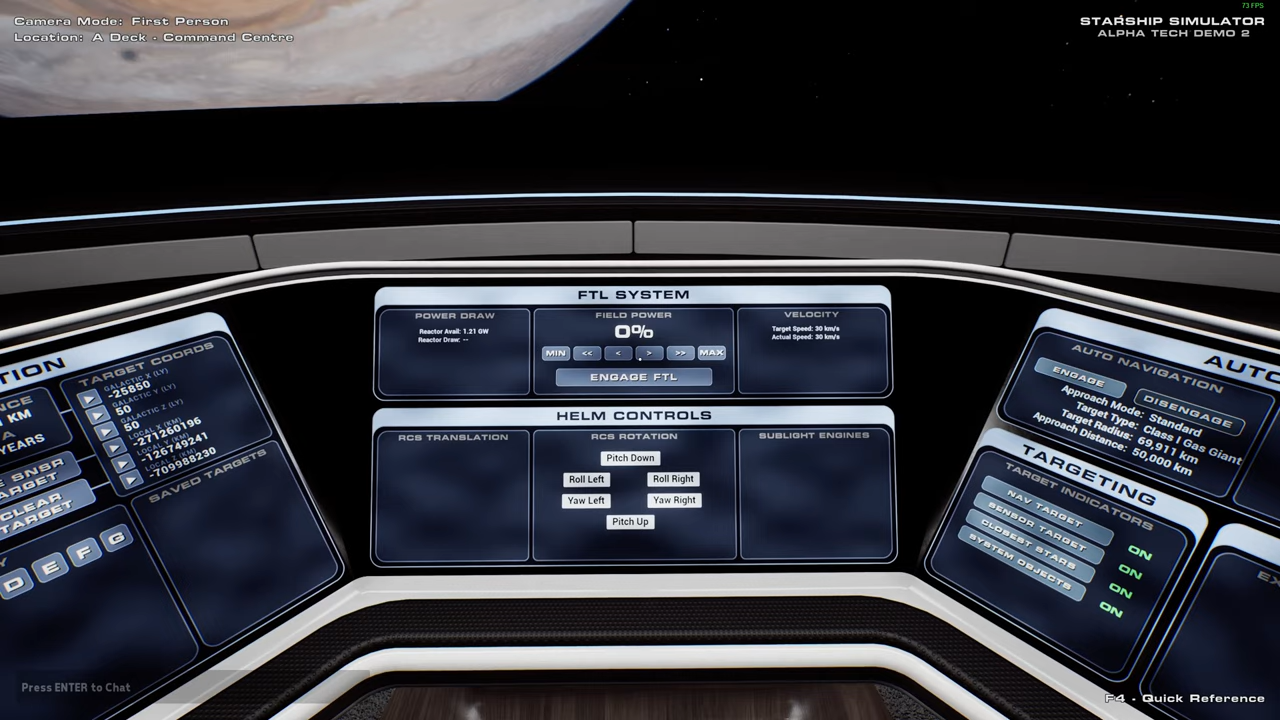 73 FPS
Camera Mode: First Person
Location: A Deck - Command Centre
STARSHIP SIMULATOR
ALPHA TECH DEMO 2
FTL SYSTEM
POWER DRAW
Reactor Avail: 1.21 GW
Reactor Draw: --
FIELD POWER
0%
MIN << < > >> MAX
ENGAGE FTL
VELOCITY
Target Speed: 30 km/s
Actual Speed: 30 km/s
HELM CONTROLS
RCS TRANSLATION
RCS ROTATION
Pitch Down
Roll Left Roll Right
Yaw Left Yaw Right
Pitch Up
SUBLIGHT ENGINES
TION
NCE
KM
YEARS
E SNSR
ARGET
CLEAR
TARGET
Y
D E F G
TARGET COORDS
GALACTIC X (LY)
-25850
GALACTIC Y (LY)
50
GALACTIC Z (LY)
50
LOCAL X (KM)
-271260196
-126749241
-709988230
SAVED TARGETS
AUTO
AUTO NAVIGATION
ENGAGE DISENGAGE
Approach Mode: Standard
Target Type: Class I Gas Giant
Target Radius: 69,911 km
Approach Distance: 50,000 km
TARGETING
TARGET INDICATORS
NAV TARGET ON
SENSOR TARGET ON
CLOSEST STARS ON
SYSTEM OBJECTS ON
Press ENTER to Chat
F4 - Quick Reference